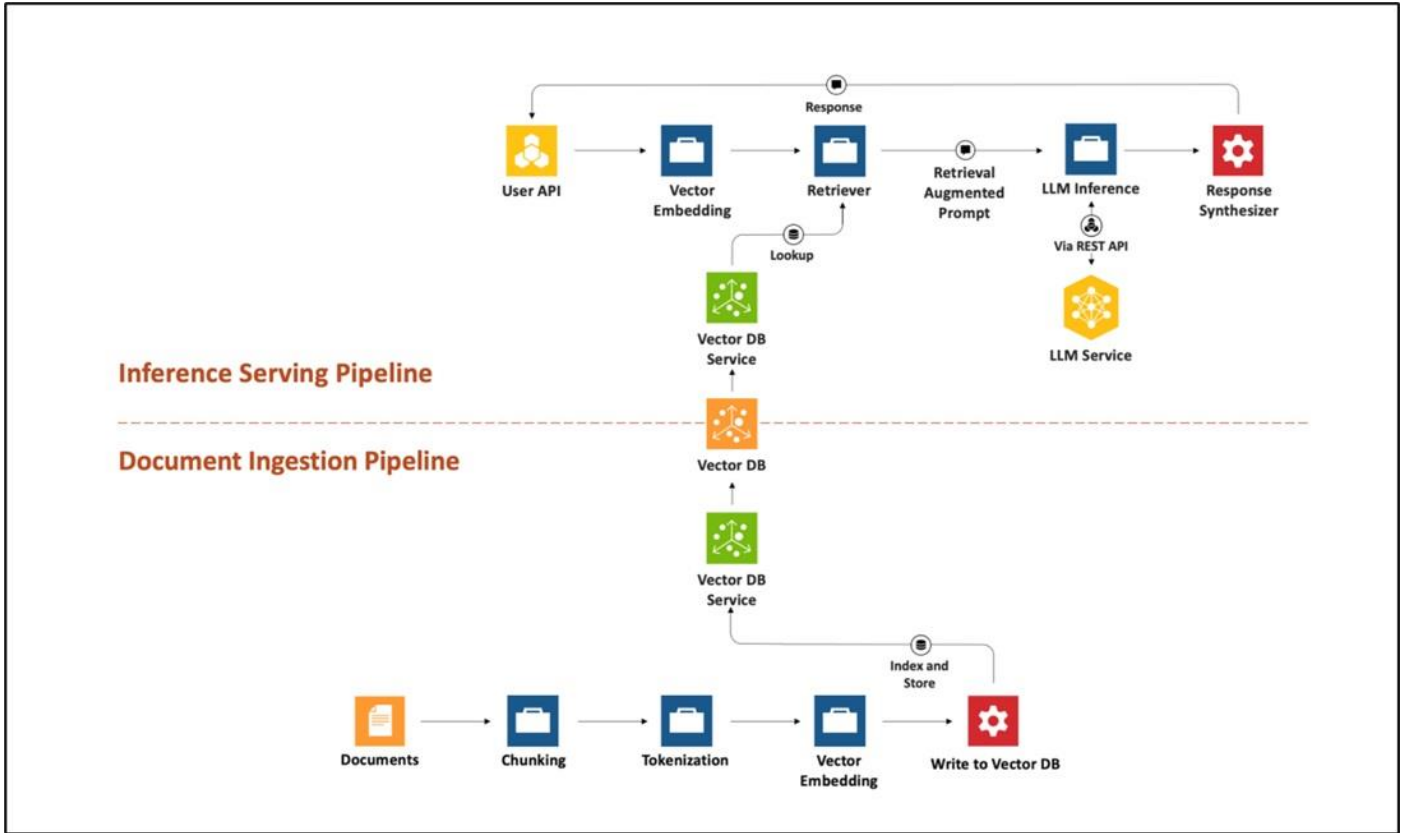 Response
User API
Vector
Embedding
Retriever
Retrieval
Augmented
Prompt
LLM Inference
Response
Synthesizer
Via REST API
Lookup
Vector DB
Service
LLM Service
Inference Serving Pipeline
Document Ingestion Pipeline
Vector DB
Vector DB
Service
Index and
Store
Documents
Chunking
Tokenization
Vector
Embedding
Write to Vector DB